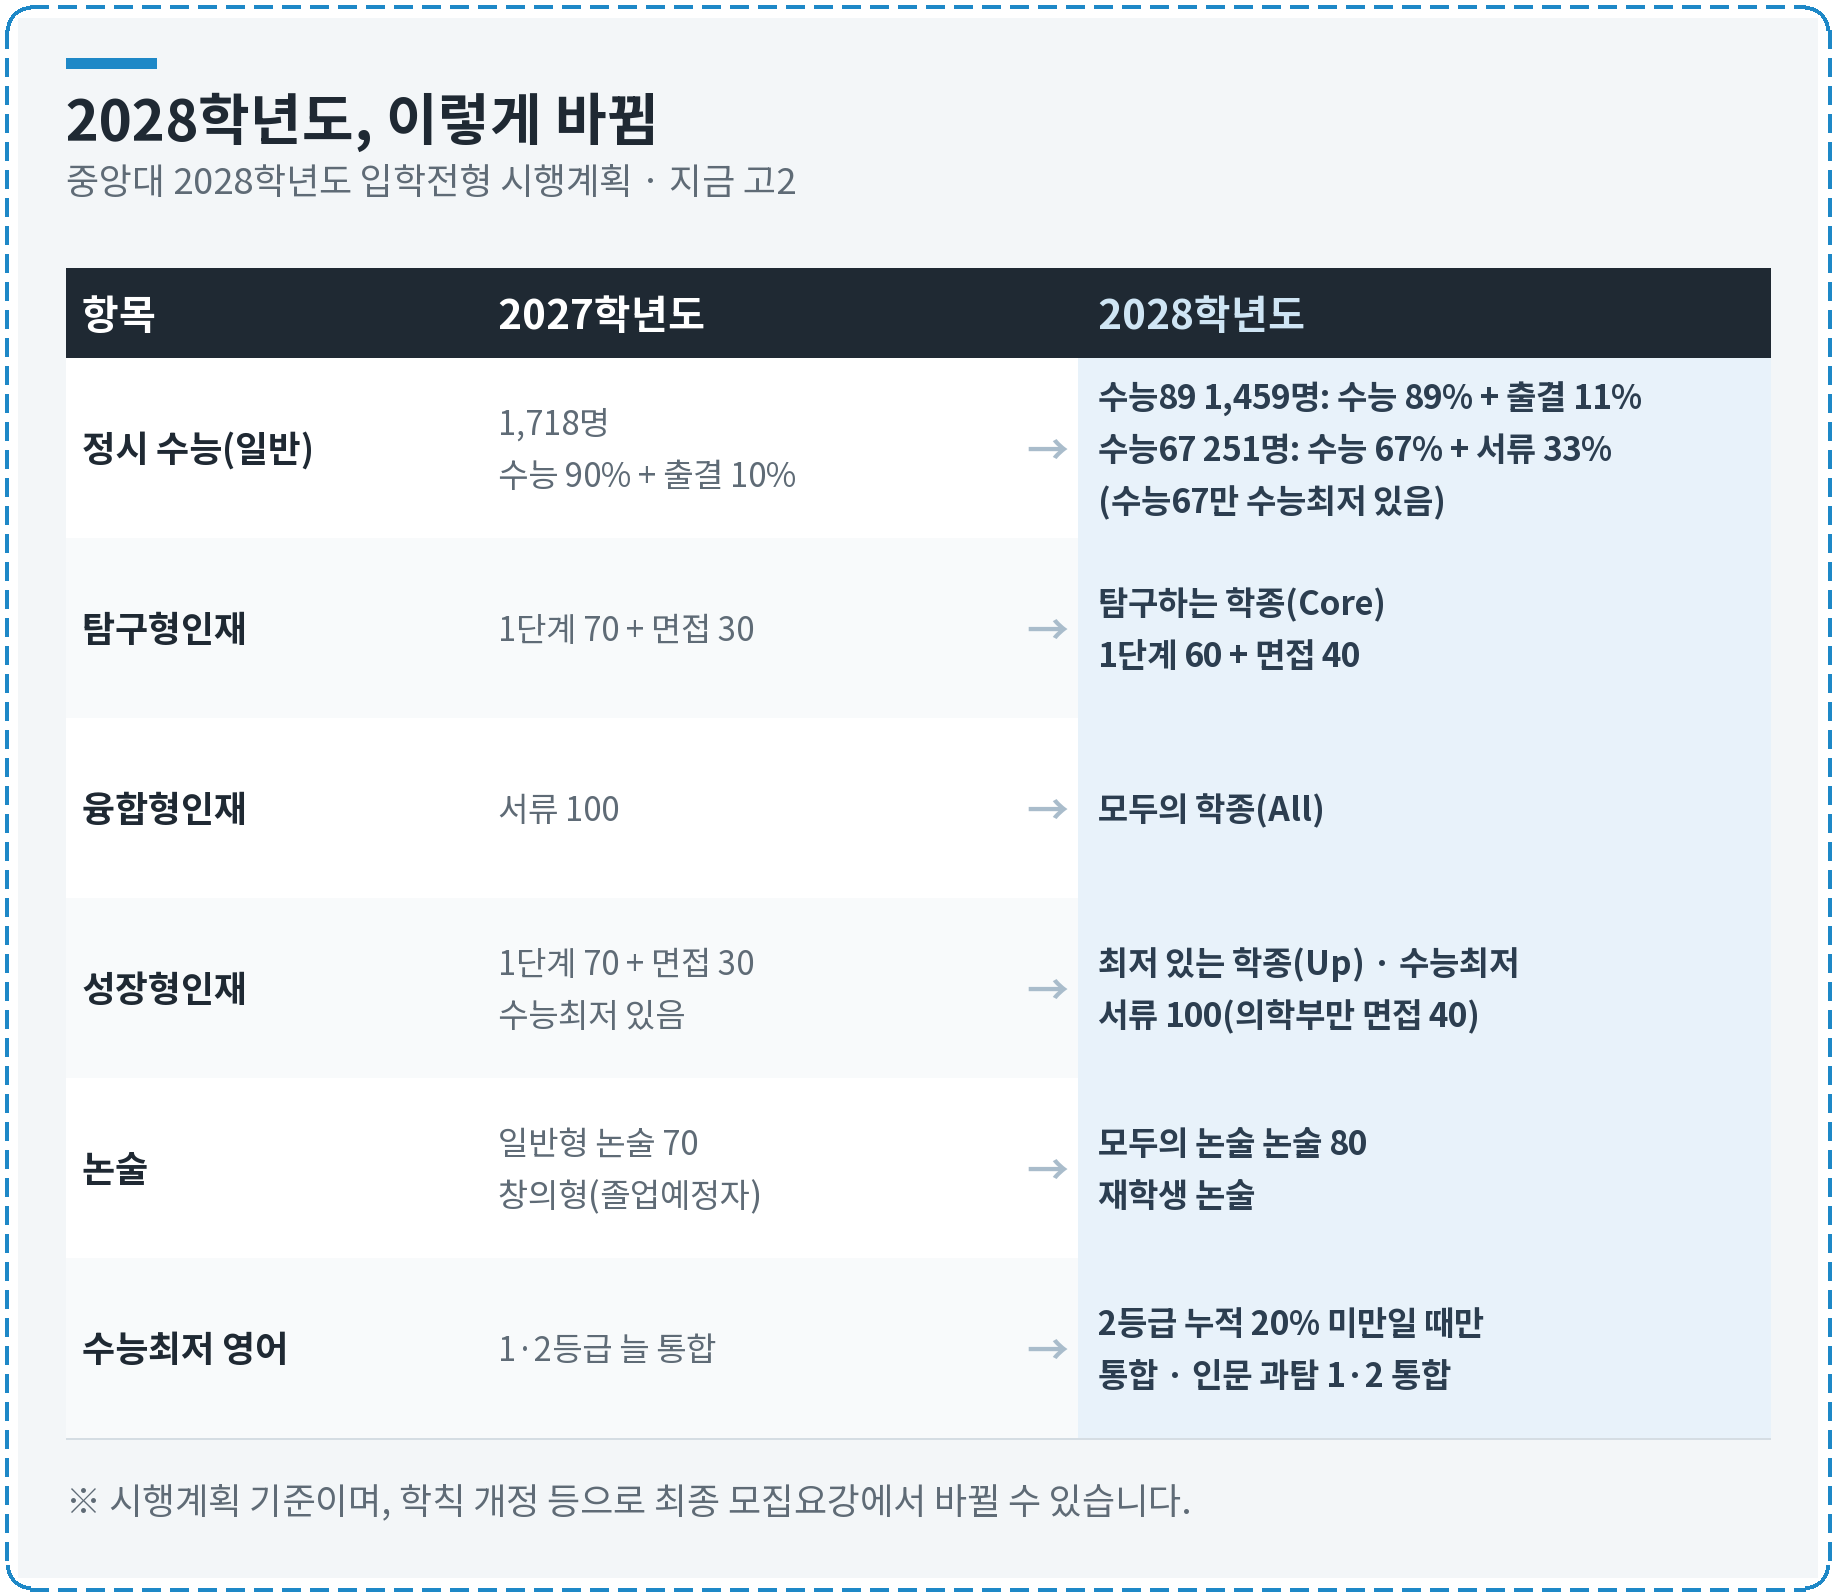 2028학년도, 이렇게 바뀜
중앙대 2028학년도 입학전형 시행계획 · 지금 고2
항목 2027학년도 2028학년도
정시 수능(일반)
1,718명
수능 90% + 출결 10%
→
수능89 1,459명: 수능 89% + 출결 11%
수능67 251명: 수능 67% + 서류 33%
(수능67만 수능최저 있음)
탐구형인재
1단계 70 + 면접 30
→
탐구하는 학종(Core)
1단계 60 + 면접 40
융합형인재
서류 100
→
모두의 학종(All)
성장형인재
1단계 70 + 면접 30
수능최저 있음
→
최저 있는 학종(Up) · 수능최저
서류 100(의학부만 면접 40)
논술
일반형 논술 70
창의형(졸업예정자)
→
모두의 논술 논술 80
재학생 논술
수능최저 영어
1·2등급 늘 통합
→
2등급 누적 20% 미만일 때만
통합 · 인문 과탐 1·2 통합
※ 시행계획 기준이며, 학칙 개정 등으로 최종 모집요강에서 바뀔 수 있습니다.